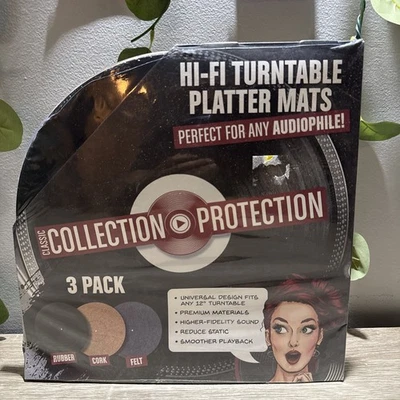 HI-FI TURNTABLE
PLATTER MATS
PERFECT FOR ANY AUDIOPHILE!
CLASSIC
COLLECTION PROTECTION
3 PACK
• UNIVERSAL DESIGN FITS
ANY 12" TURNTABLE
• PREMIUM MATERIALS
• HIGHER-FIDELITY SOUND
• REDUCE STATIC
• SMOOTHER PLAYBACK
RUBBER
CORK
FELT